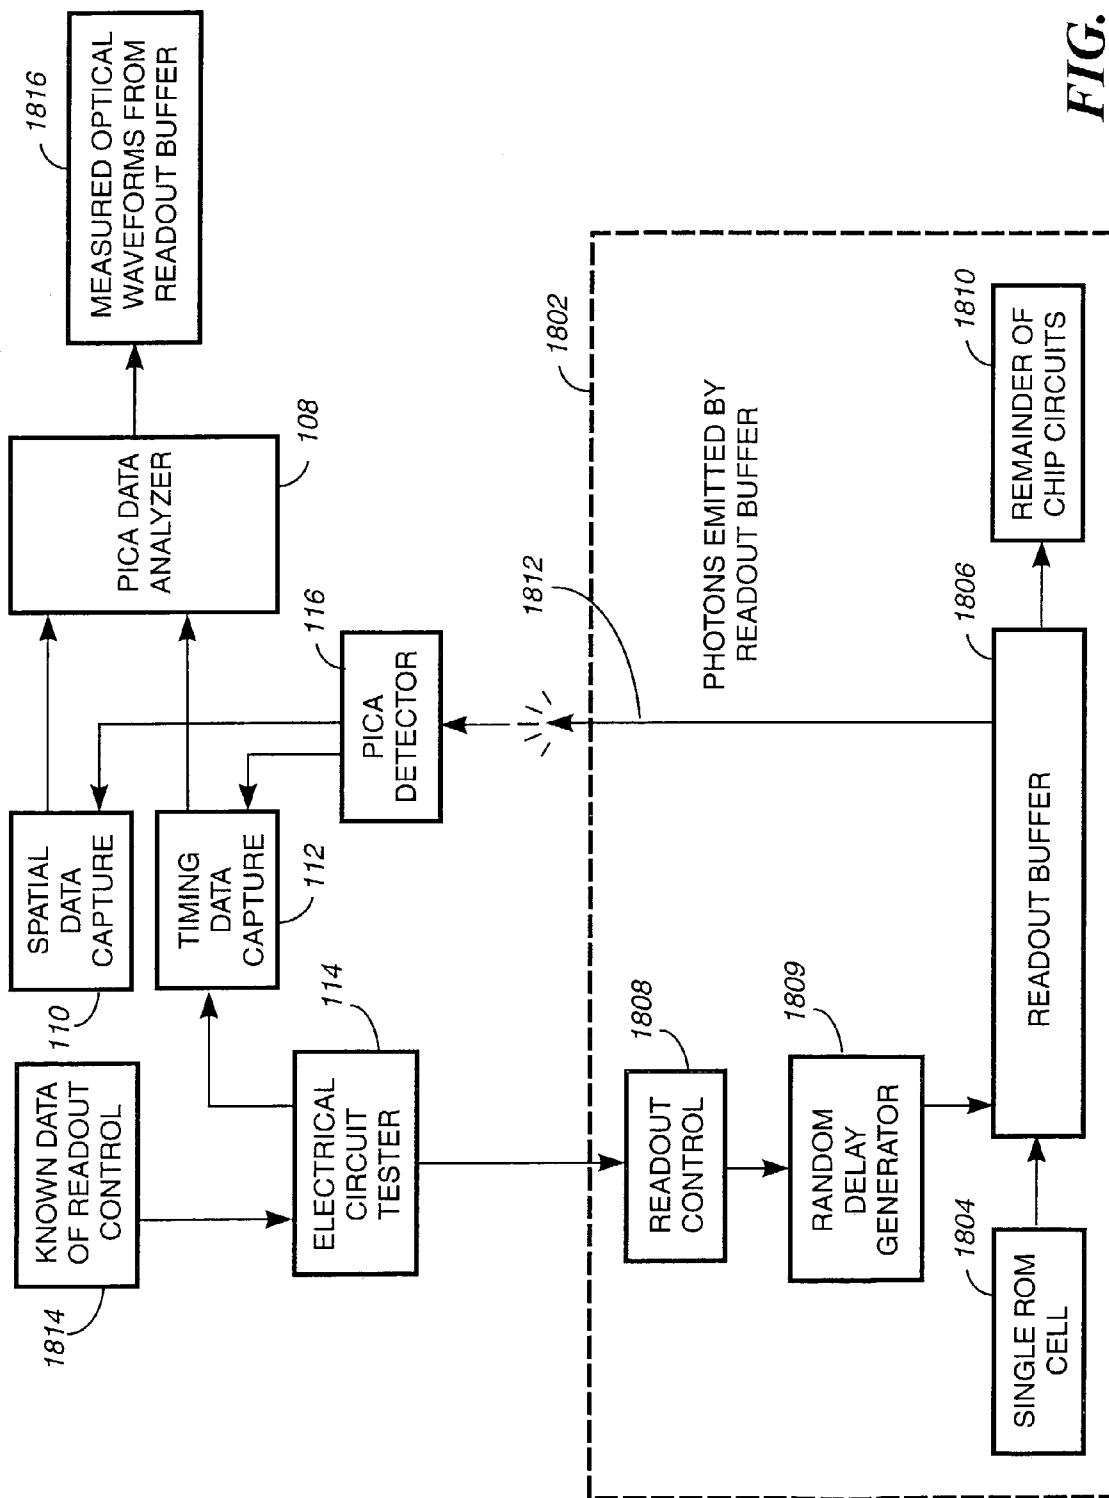 KNOWN DATA
OF READOUT
CONTROL
1814
SPATIAL
DATA
CAPTURE
110
PICA DATA
ANALYZER
108
MEASURED OPTICAL
WAVEFORMS FROM
READOUT BUFFER
1816
TIMING
DATA
CAPTURE
112
ELECTRICAL
CIRCUIT
TESTER
114
PICA
DETECTOR
116
1812
1802
PHOTONS EMITTED BY
READOUT BUFFER
READOUT
CONTROL
1808
RANDOM
DELAY
GENERATOR
1809
SINGLE ROM
CELL
1804
READOUT BUFFER
1806
REMAINDER OF
CHIP CIRCUITS
1810
FIG.